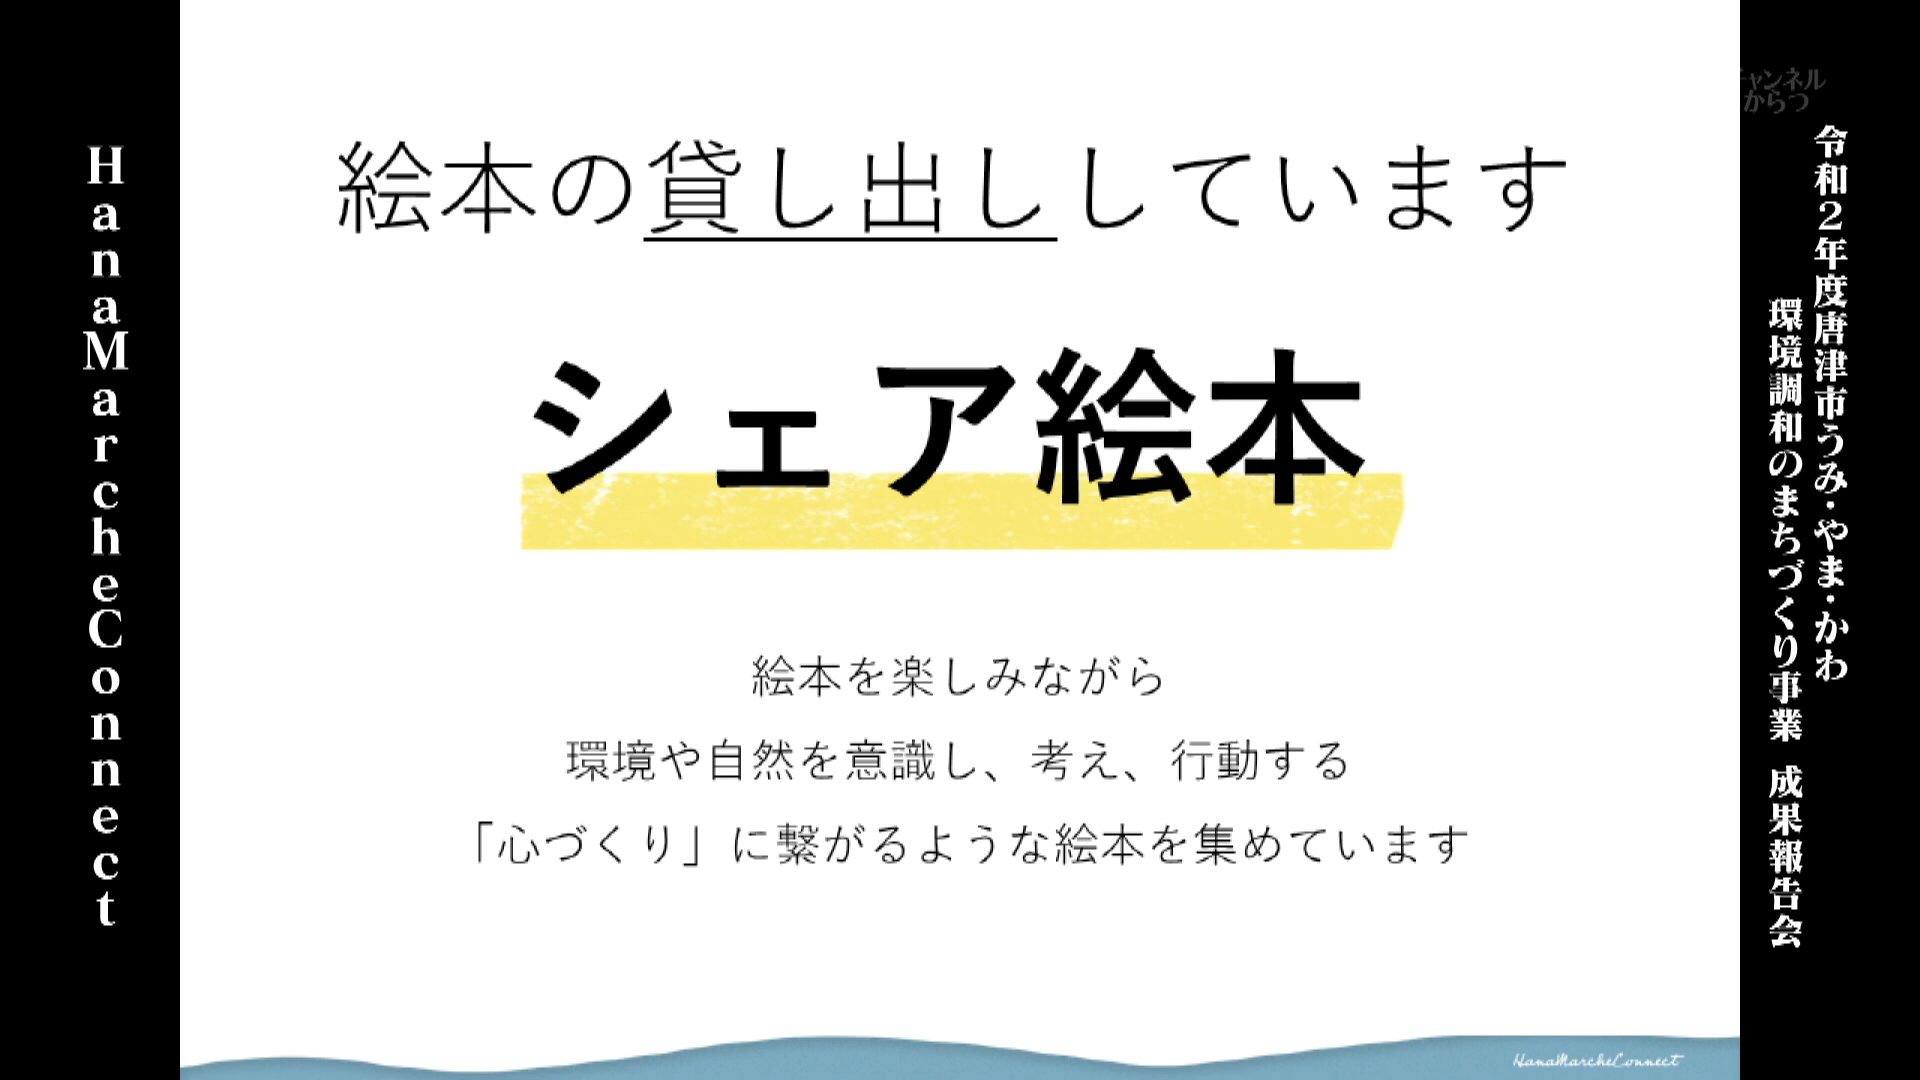 絵本の貸し出ししています
シェア絵本
絵本を楽しみながら
環境や自然を意識し、考え、行動する
「心づくり」に繋がるような絵本を集めています
HanaMarcheConnect
HanaMarcheConnect
チャンネル
からつ
令和2年度唐津市うみ・やま・かわ
環境調和のまちづくり事業 成果報告会